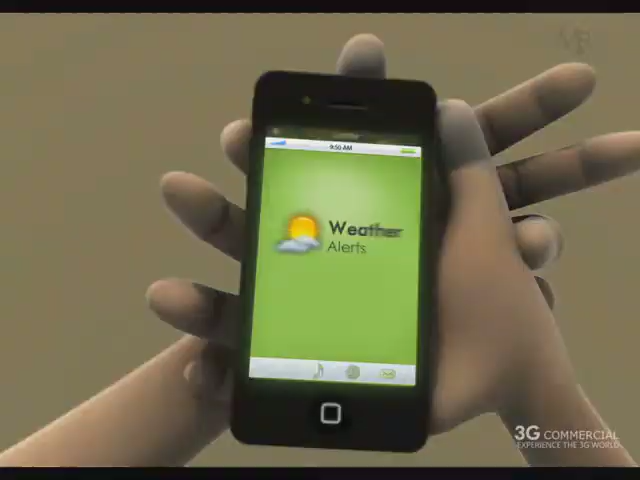 9:50 AM
Weather
Alerts
3G COMMERCIAL
EXPERIENCE THE 3G WORLD